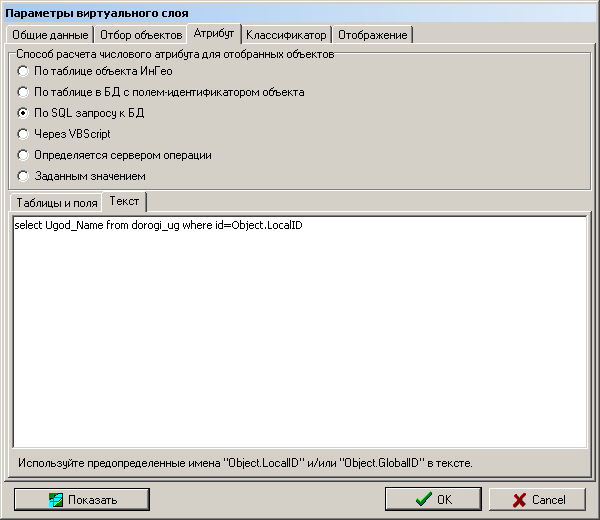 Параметры виртуального слоя
Общие данные Отбор объектов Атрибут Классификатор Отображение
Способ расчета числового атрибута для отобранных объектов
По таблице объекта ИнГео
По таблице в БД с полем-идентификатором объекта
По SQL запросу к БД
Через VBScript
Определяется сервером операции
Заданным значением
Таблицы и поля Текст
select Ugod_Name from dorogi_ug where id=Object.LocalID
Используйте предопределенные имена "Object.LocalID" и/или "Object.GlobalID" в тексте.
Показать OK Cancel